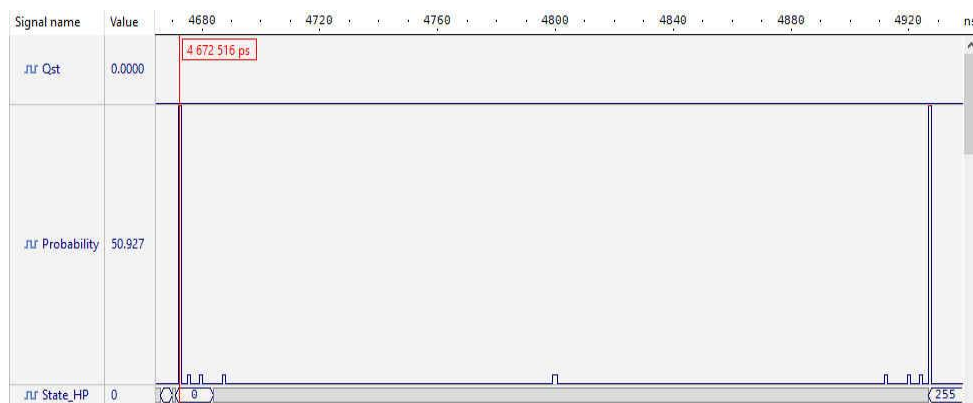 Signal name Value 4680 4720 4760 4800 4840 4880 4920 ns
4 672 516 ps
Qst 0.0000
Probability 50.927
State_HP 0 0 255